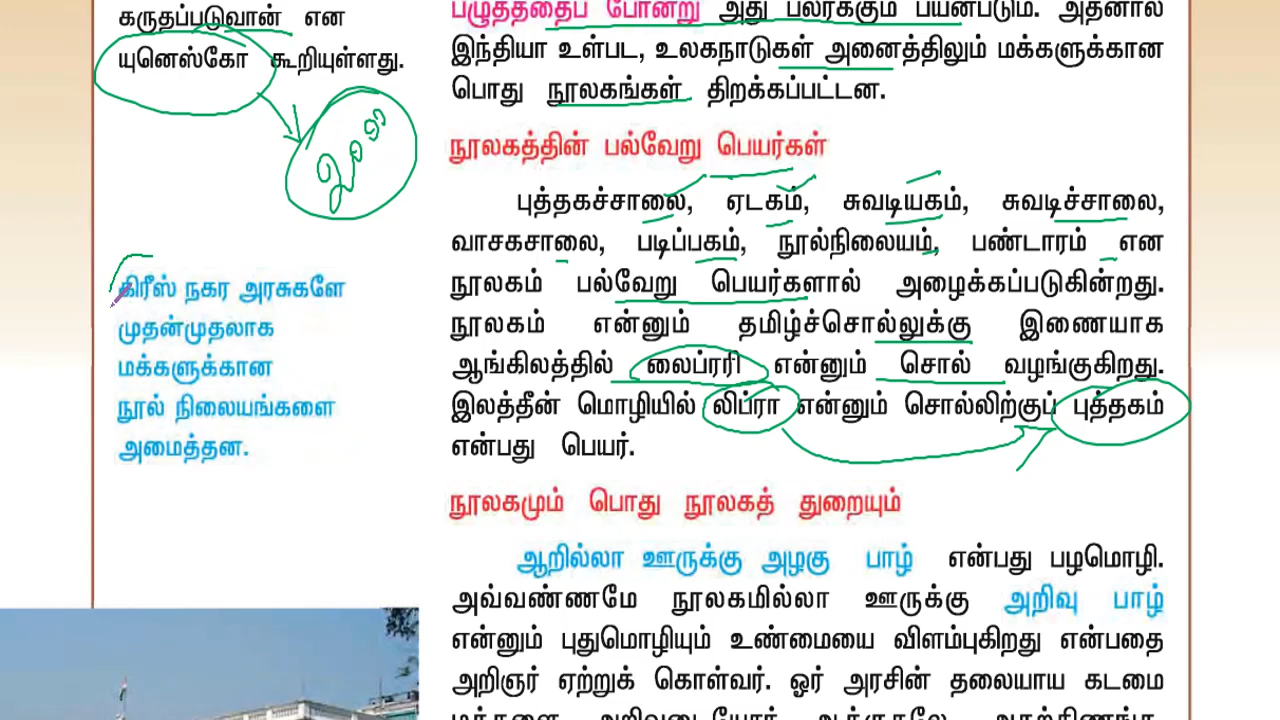 கருதப்படுவான் என
யுனெஸ்கோ கூறியுள்ளது.
2000
கிரீஸ் நகர அரசுகளே
முதன்முதலாக
மக்களுக்கான
நூல் நிலையங்களை
அமைத்தன.
பழுத்ததைப் போன்று அது பலர்க்கும் பயன்படும். அதனால்
இந்தியா உள்பட, உலகநாடுகள் அனைத்திலும் மக்களுக்கான
பொது நூலகங்கள் திறக்கப்பட்டன.
நூலகத்தின் பல்வேறு பெயர்கள்
புத்தகச்சாலை, ஏடகம், சுவடியகம், சுவடிச்சாலை,
வாசகசாலை, படிப்பகம், நூல்நிலையம், பண்டாரம் என
நூலகம் பல்வேறு பெயர்களால் அழைக்கப்படுகின்றது.
நூலகம் என்னும் தமிழ்ச்சொல்லுக்கு இணையாக
ஆங்கிலத்தில் லைப்ரரி என்னும் சொல் வழங்குகிறது.
இலத்தீன் மொழியில் லிப்ரா என்னும் சொல்லிற்குப் புத்தகம்
என்பது பெயர்.
நூலகமும் பொது நூலகத் துறையும்
ஆறில்லா ஊருக்கு அழகு பாழ் என்பது பழமொழி.
அவ்வண்ணமே நூலகமில்லா ஊருக்கு அறிவு பாழ்
என்னும் புதுமொழியும் உண்மையை விளம்புகிறது என்பதை
அறிஞர் ஏற்றுக் கொள்வர். ஓர் அரசின் தலையாய கடமை